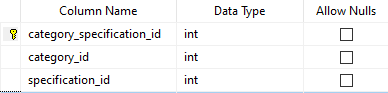 Column Name Data Type Allow Nulls
category_specification_id int
category_id int
specification_id int